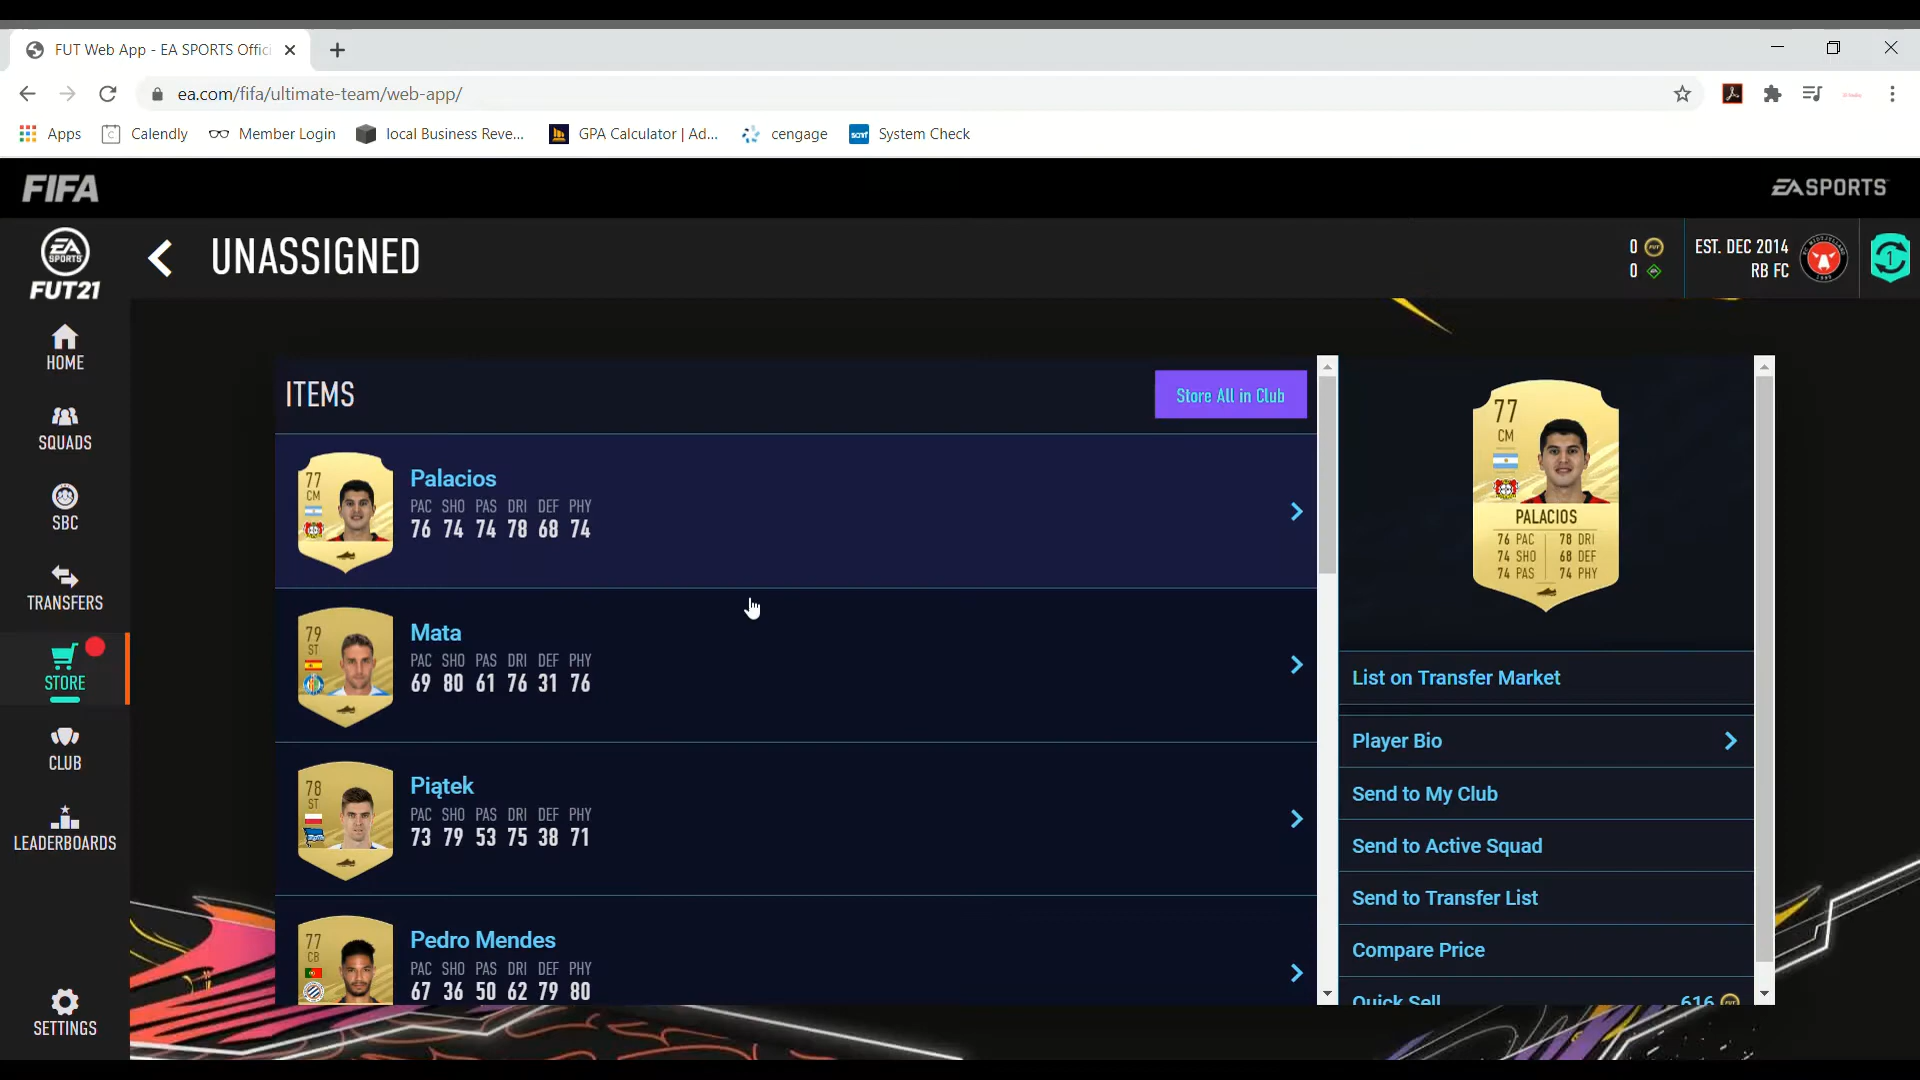 FUT Web App - EA SPORTS Offici
ea.com/fifa/ultimate-team/web-app/
Apps
Calendly
Member Login
local Business Reve...
GPA Calculator | Ad...
cengage
System Check
FIFA
EA SPORTS
EA SPORTS
FUT21
UNASSIGNED
0
0
EST. DEC 2014
RB FC
1
HOME
SQUADS
SBC
TRANSFERS
STORE
CLUB
LEADERBOARDS
SETTINGS
ITEMS
Store All in Club
77
CM
Palacios
PAC SHO PAS DRI DEF PHY
76 74 74 78 68 74
79
ST
Mata
PAC SHO PAS DRI DEF PHY
69 80 61 76 31 76
78
ST
Piątek
PAC SHO PAS DRI DEF PHY
73 79 53 75 38 71
77
CB
Pedro Mendes
PAC SHO PAS DRI DEF PHY
67 36 50 62 79 80
77
CM
PALACIOS
76 PAC 78 DRI
74 SHO 68 DEF
74 PAS 74 PHY
List on Transfer Market
Player Bio
Send to My Club
Send to Active Squad
Send to Transfer List
Compare Price
Quick Sell 616